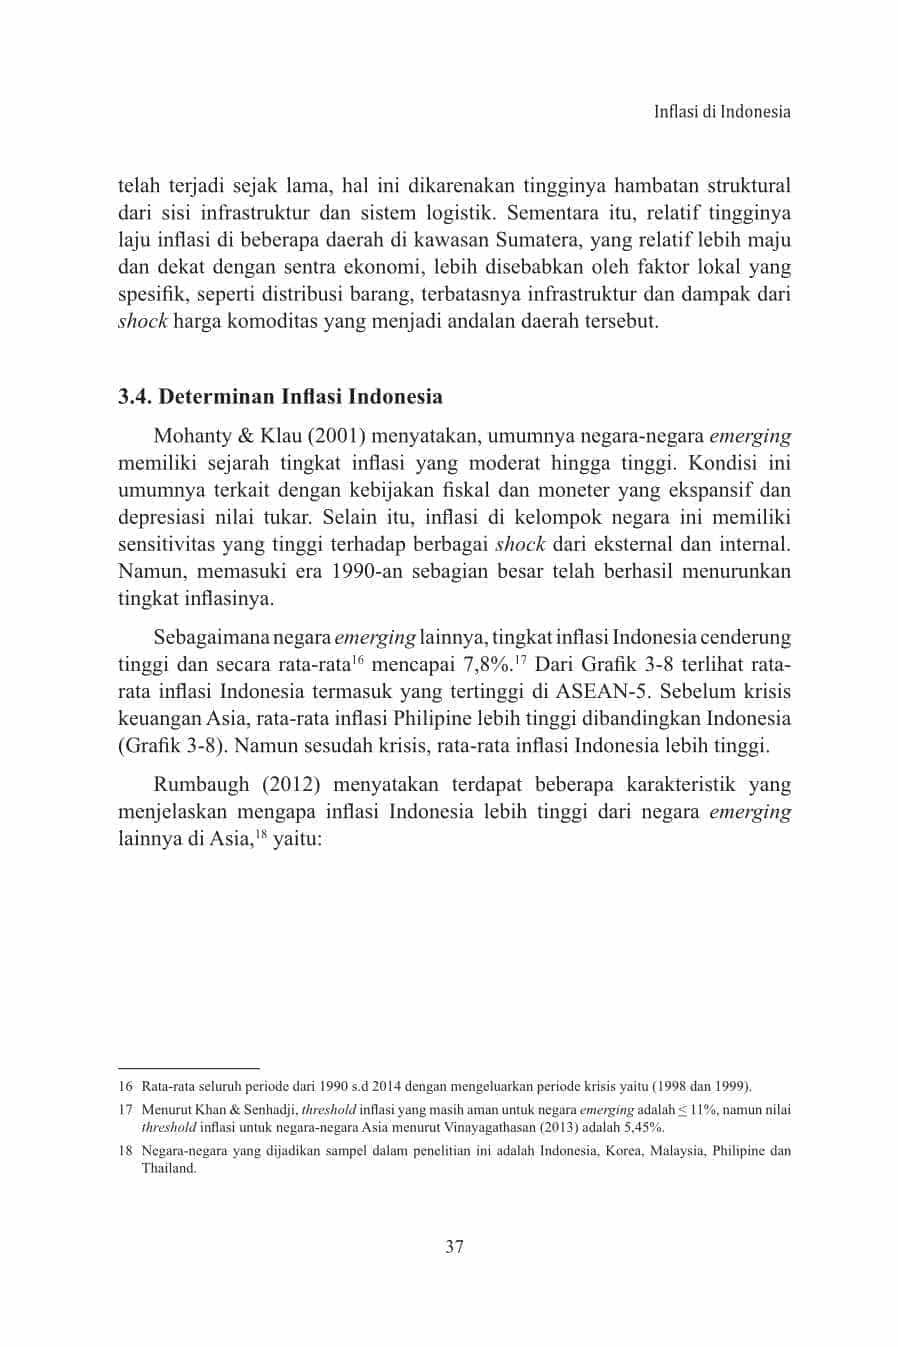 Inflasi di Indonesia
telah terjadi sejak lama, hal ini dikarenakan tingginya hambatan struktural
dari sisi infrastruktur dan sistem logistik. Sementara itu, relatif tingginya
laju inflasi di beberapa daerah di kawasan Sumatera, yang relatif lebih maju
dan dekat dengan sentra ekonomi, lebih disebabkan oleh faktor lokal yang
spesifik, seperti distribusi barang, terbatasnya infrastruktur dan dampak dari
shock harga komoditas yang menjadi andalan daerah tersebut.
3.4. Determinan Inflasi Indonesia
Mohanty & Klau (2001) menyatakan, umumnya negara-negara emerging
memiliki sejarah tingkat inflasi yang moderat hingga tinggi. Kondisi ini
umumnya terkait dengan kebijakan fiskal dan moneter yang ekspansif dan
depresiasi nilai tukar. Selain itu, inflasi di kelompok negara ini memiliki
sensitivitas yang tinggi terhadap berbagai shock dari eksternal dan internal.
Namun, memasuki era 1990-an sebagian besar telah berhasil menurunkan
tingkat inflasinya.
Sebagaimana negara emerging lainnya, tingkat inflasi Indonesia cenderung
tinggi dan secara rata-rata16 mencapai 7,8%.17 Dari Grafik 3-8 terlihat rata-
rata inflasi Indonesia termasuk yang tertinggi di ASEAN-5. Sebelum krisis
keuangan Asia, rata-rata inflasi Philipine lebih tinggi dibandingkan Indonesia
(Grafik 3-8). Namun sesudah krisis, rata-rata inflasi Indonesia lebih tinggi.
Rumbaugh (2012) menyatakan terdapat beberapa karakteristik yang
menjelaskan mengapa inflasi Indonesia lebih tinggi dari negara emerging
lainnya di Asia,18 yaitu:
16 Rata-rata seluruh periode dari 1990 s.d 2014 dengan mengeluarkan periode krisis yaitu (1998 dan 1999).
17 Menurut Khan & Senhadji, threshold inflasi yang masih aman untuk negara emerging adalah ≤ 11%, namun nilai
threshold inflasi untuk negara-negara Asia menurut Vinayagathasan (2013) adalah 5,45%.
18 Negara-negara yang dijadikan sampel dalam penelitian ini adalah Indonesia, Korea, Malaysia, Philipine dan
Thailand.
37